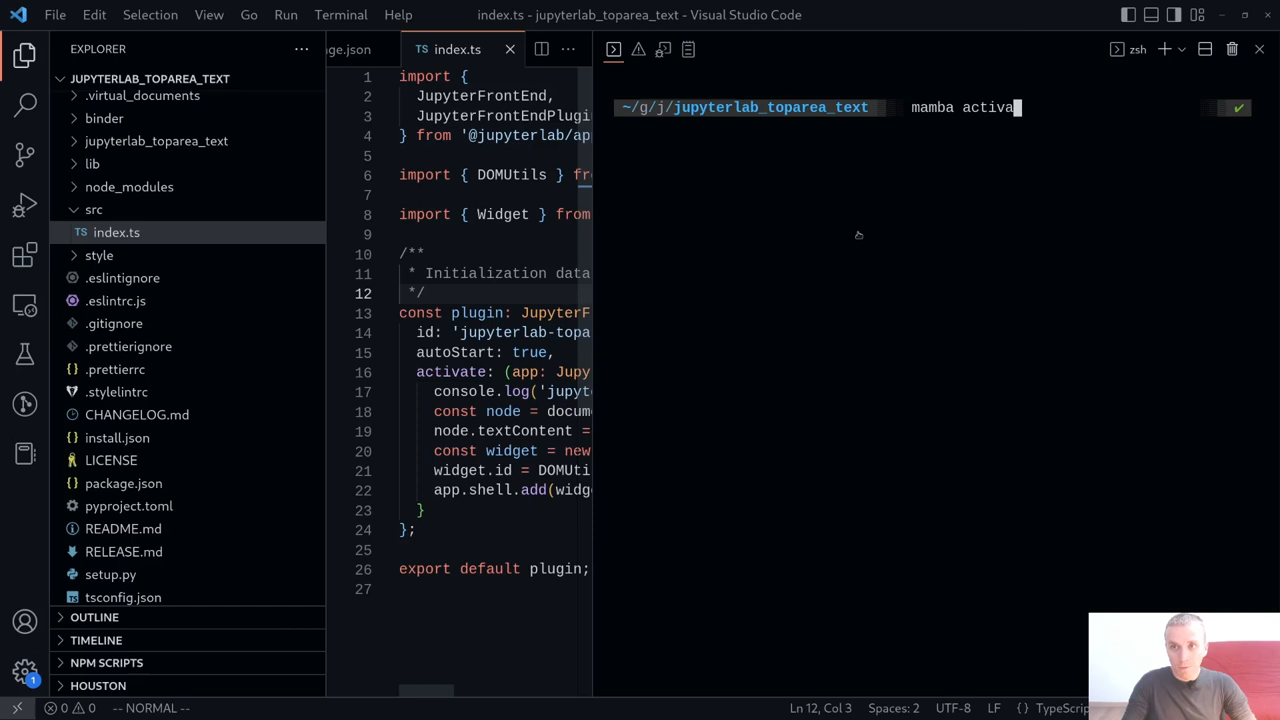 File Edit Selection View Go Run Terminal Help
index.ts - jupyterlab_toparea_text - Visual Studio Code
EXPLORER
JUPYTERLAB_TOPAREA_TEXT
.virtual_documents
binder
jupyterlab_toparea_text
lib
node_modules
src
TS index.ts
style
.eslintignore
.eslintrc.js
.gitignore
.prettierignore
.prettierrc
.stylelintrc
CHANGELOG.md
install.json
LICENSE
package.json
pyproject.toml
README.md
RELEASE.md
setup.py
tsconfig.json
OUTLINE
TIMELINE
NPM SCRIPTS
HOUSTON
1
ge.json
TS index.ts
1 import {
2 JupyterFrontEnd,
3 JupyterFrontEndPlugi
4 } from '@jupyterlab/ap
5
6 import { DOMUtils } fr
7
8 import { Widget } from
9
10 /**
11 * Initialization data
12 */
13 const plugin: JupyterF
14 id: 'jupyterlab-topa
15 autoStart: true,
16 activate: (app: Jupy
17 console.log('jupyte
18 const node = docum
19 node.textContent =
20 const widget = new
21 widget.id = DOMUti
22 app.shell.add(widg
23 }
24 };
25
26 export default plugin;
27
zsh
~/g/j/jupyterlab_toparea_text mamba activa ✔
0 0 -- NORMAL -- Ln 12, Col 3 Spaces: 2 UTF-8 LF {} TypeScrip